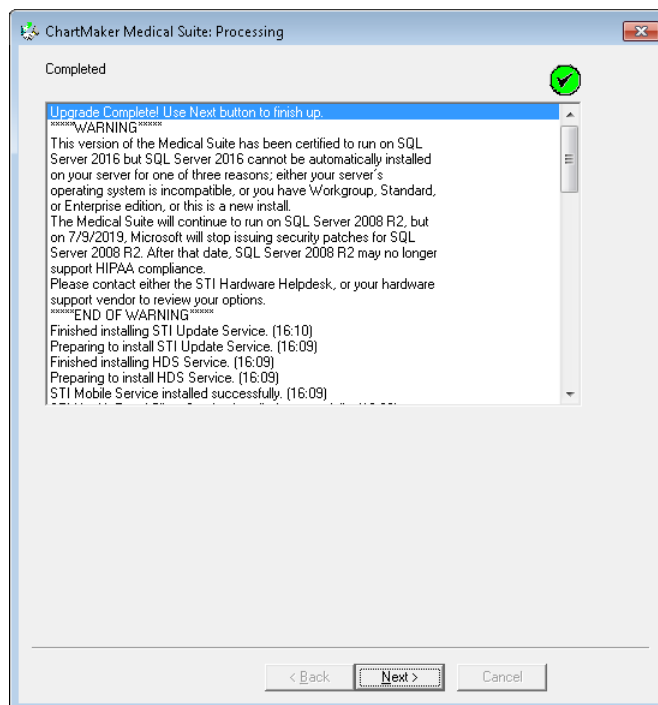 ChartMaker Medical Suite: Processing
Completed
Upgrade Complete! Use Next button to finish up.
*****WARNING*****
This version of the Medical Suite has been certified to run on SQL
Server 2016 but SQL Server 2016 cannot be automatically installed
on your server for one of three reasons; either your server's
operating system is incompatible, or you have Workgroup, Standard,
or Enterprise edition, or this is a new install.
The Medical Suite will continue to run on SQL Server 2008 R2, but
on 7/9/2019, Microsoft will stop issuing security patches for SQL
Server 2008 R2. After that date, SQL Server 2008 R2 may no longer
support HIPAA compliance.
Please contact either the STI Hardware Helpdesk, or your hardware
support vendor to review your options.
*****END OF WARNING*****
Finished installing STI Update Service. (16:10)
Preparing to install STI Update Service. (16:09)
Finished installing HDS Service. (16:09)
Preparing to install HDS Service. (16:09)
STI Mobile Service installed successfully. (16:09)
< Back Next > Cancel